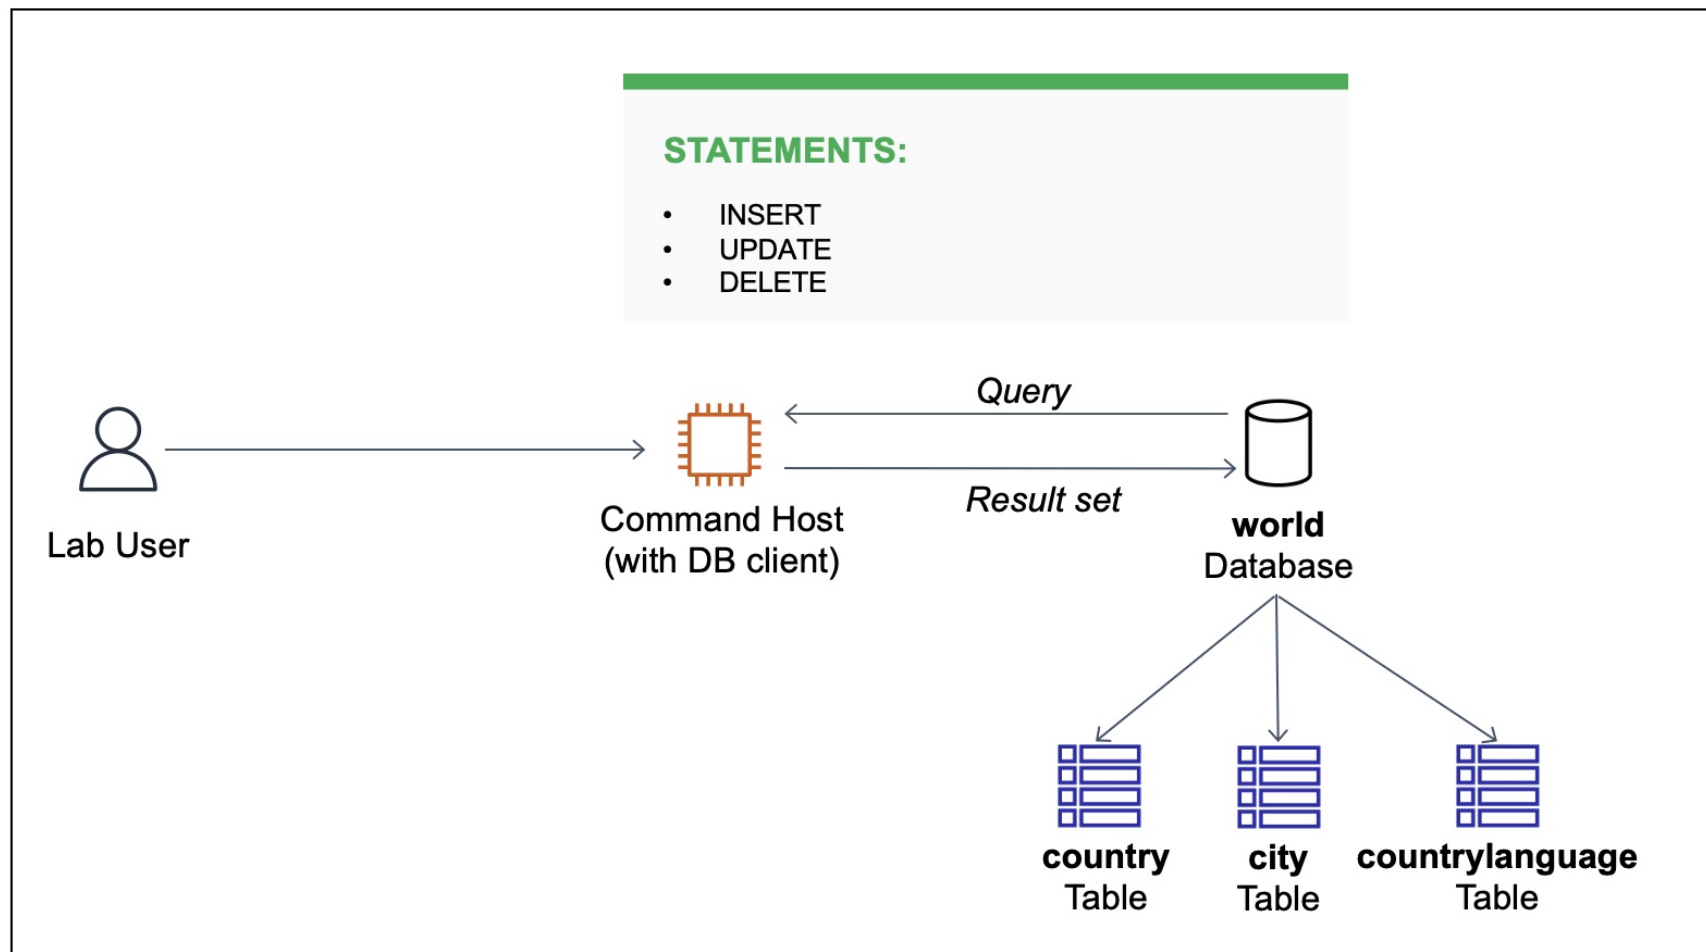 STATEMENTS:
• INSERT
• UPDATE
• DELETE
Query
Result set
Lab User
Command Host
(with DB client)
world
Database
country
Table
city
Table
countrylanguage
Table